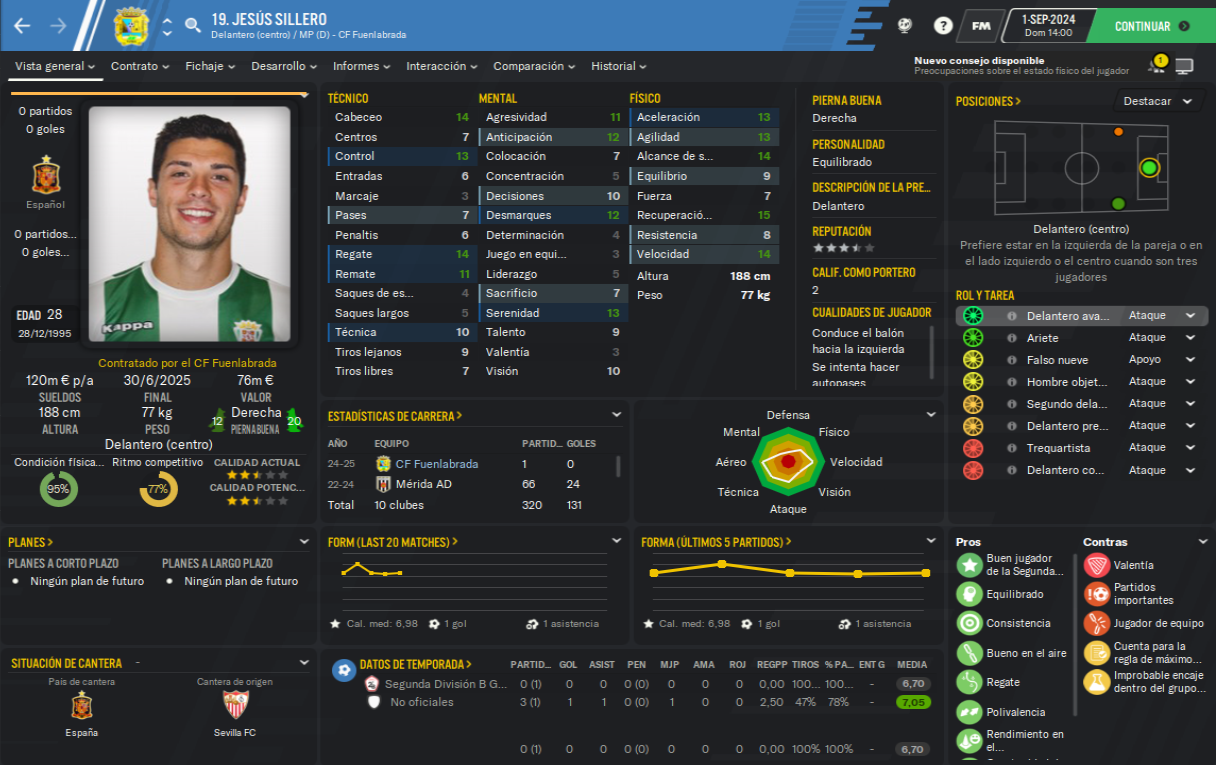 19. JESÚS SILLERO
Delantero (centro) / MP (D) - CF Fuenlabrada
?
FM
1-SEP-2024
Dom 14:00
CONTINUAR
Vista general
Contrato
Fichaje
Desarrollo
Informes
Interacción
Comparación
Historial
Nuevo consejo disponible
Preocupaciones sobre el estado físico del jugador
1
0 partidos
0 goles
Español
0 partidos...
0 goles...
EDAD 28
28/12/1995
Kappa
Contratado por el CF Fuenlabrada
120m € p/a
SUELDOS
30/6/2025
FINAL
76m €
VALOR
188 cm
ALTURA
77 kg
PESO
12
Derecha
PIERNA BUENA
20
Delantero (centro)
Condición física...
95%
Ritmo competitivo
77%
CALIDAD ACTUAL
CALIDAD POTENC...
TÉCNICO
Cabeceo 14
Centros 7
Control 13
Entradas 6
Marcaje 3
Pases 7
Penaltis 6
Regate 14
Remate 11
Saques de es... 4
Saques largos 5
Técnica 10
Tiros lejanos 9
Tiros libres 7
MENTAL
Agresividad 11
Anticipación 12
Colocación 7
Concentración 5
Decisiones 10
Desmarques 12
Determinación 4
Juego en equi... 3
Liderazgo 5
Sacrificio 7
Serenidad 13
Talento 9
Valentía 3
Visión 10
FÍSICO
Aceleración 13
Agilidad 13
Alcance de s... 14
Equilibrio 9
Fuerza 7
Recuperació... 15
Resistencia 8
Velocidad 14
Altura 188 cm
Peso 77 kg
PIERNA BUENA
Derecha
PERSONALIDAD
Equilibrado
DESCRIPCIÓN DE LA PRE...
Delantero
REPUTACIÓN
CALIF. COMO PORTERO
2
CUALIDADES DE JUGADOR
Conduce el balón
hacia la izquierda
Se intenta hacer
autopases
POSICIONES >
Destacar
Delantero (centro)
Prefiere estar en la izquierda de la pareja o en
el lado izquierdo o el centro cuando son tres
jugadores
ROL Y TAREA
Delantero ava... Ataque
Ariete Ataque
Falso nueve Apoyo
Hombre objet... Ataque
Segundo dela... Ataque
Delantero pre... Ataque
Trequartista Ataque
Delantero co... Ataque
ESTADÍSTICAS DE CARRERA >
AÑO EQUIPO PARTID... GOLES
24-25 CF Fuenlabrada 1 0
22-24 Mérida AD 66 24
Total 10 clubes 320 131
Defensa
Mental
Físico
Aéreo
Velocidad
Técnica
Visión
Ataque
PLANES >
PLANES A CORTO PLAZO
Ningún plan de futuro
PLANES A LARGO PLAZO
Ningún plan de futuro
FORM (LAST 20 MATCHES) >
Cal. med: 6,98 1 gol 1 asistencia
FORMA (ÚLTIMOS 5 PARTIDOS) >
Cal. med: 6,98 1 gol 1 asistencia
Pros
Buen jugador
de la Segunda...
Equilibrado
Consistencia
Bueno en el aire
Regate
Polivalencia
Rendimiento en
el...
Contras
Valentía
Partidos
importantes
Jugador de equipo
Cuenta para la
regla de máximo...
Improbable encaje
dentro del grupo...
SITUACIÓN DE CANTERA -
País de cantera
España
Cantera de origen
Sevilla FC
DATOS DE TEMPORADA >
PARTID... GOL ASIST PEN MJP AMA ROJ REGPP TIROS % PA... ENT G MEDIA
Segunda División B G... 0 (1) 0 0 0 (0) 0 0 0 0,00 100... 100... - 6,70
No oficiales 3 (1) 1 1 0 (0) 1 0 0 2,50 47% 78% - 7,05
0 (1) 0 0 0 (0) 0 0 0 0,00 100% 100% - 6,70